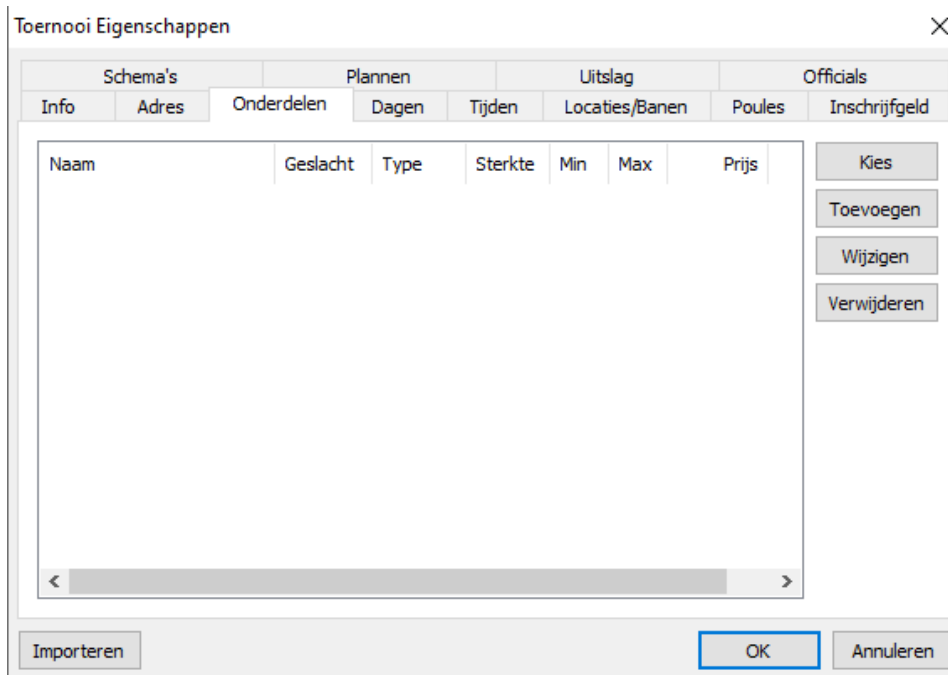 Toernooi Eigenschappen
Schema's Plannen Uitslag Officials
Info Adres Onderdelen Dagen Tijden Locaties/Banen Poules Inschrijfgeld
Naam Geslacht Type Sterkte Min Max Prijs
Kies
Toevoegen
Wijzigen
Verwijderen
Importeren OK Annuleren